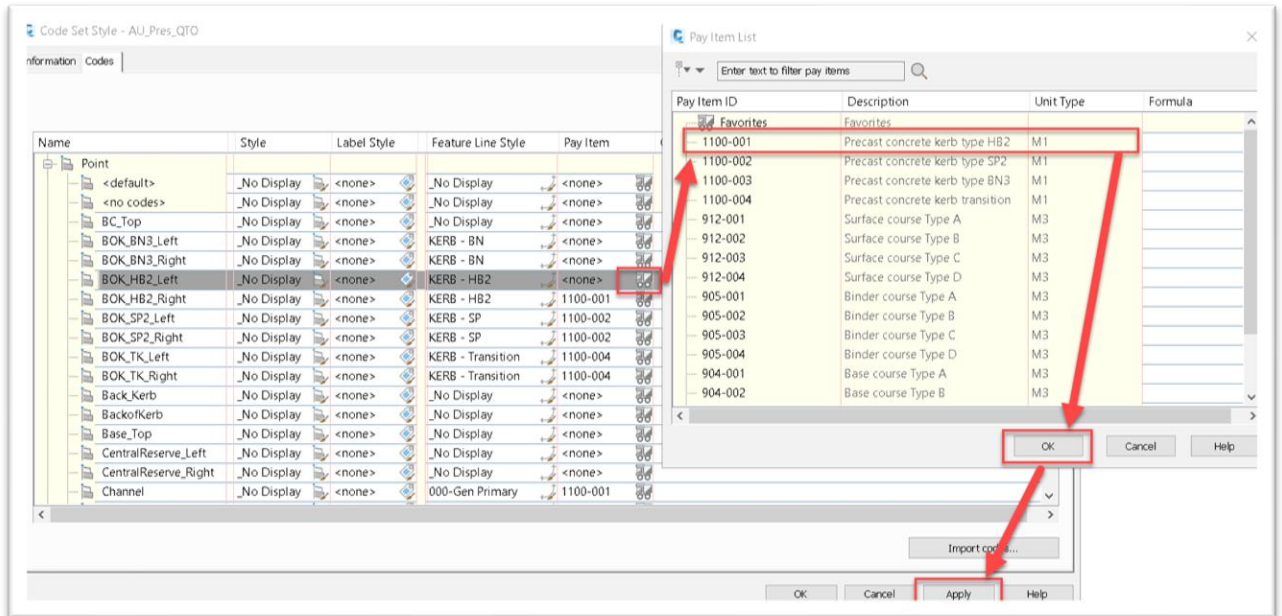 Code Set Style - AU_Pres_QTO
nformation Codes
Name Style Label Style Feature Line Style Pay Item
Point
<default> _No Display <none> _No Display <none>
<no codes> _No Display <none> _No Display <none>
BC_Top _No Display <none> _No Display <none>
BOK_BN3_Left _No Display <none> KERB - BN <none>
BOK_BN3_Right _No Display <none> KERB - BN <none>
BOK_HB2_Left _No Display <none> KERB - HB2 <none>
BOK_HB2_Right _No Display <none> KERB - HB2 1100-001
BOK_SP2_Left _No Display <none> KERB - SP 1100-002
BOK_SP2_Right _No Display <none> KERB - SP 1100-002
BOK_TK_Left _No Display <none> KERB - Transition 1100-004
BOK_TK_Right _No Display <none> KERB - Transition 1100-004
Back_Kerb _No Display <none> _No Display <none>
BackofKerb _No Display <none> _No Display <none>
Base_Top _No Display <none> _No Display <none>
CentralReserve_Left _No Display <none> _No Display <none>
CentralReserve_Right _No Display <none> _No Display <none>
Channel _No Display <none> 000-Gen Primary 1100-001
Import
OK Cancel Apply Help
Pay Item List
Enter text to filter pay items
Pay Item ID Description Unit Type Formula
Favorites Favorites
1100-001 Precast concrete kerb type HB2 M1
1100-002 Precast concrete kerb type SP2 M1
1100-003 Precast concrete kerb type BN3 M1
1100-004 Precast concrete kerb transition M1
912-001 Surface course Type A M3
912-002 Surface course Type B M3
912-003 Surface course Type C M3
912-004 Surface course Type D M3
905-001 Binder course Type A M3
905-002 Binder course Type B M3
905-003 Binder course Type C M3
905-004 Binder course Type D M3
904-001 Base course Type A M3
904-002 Base course Type B M3
OK Cancel Help